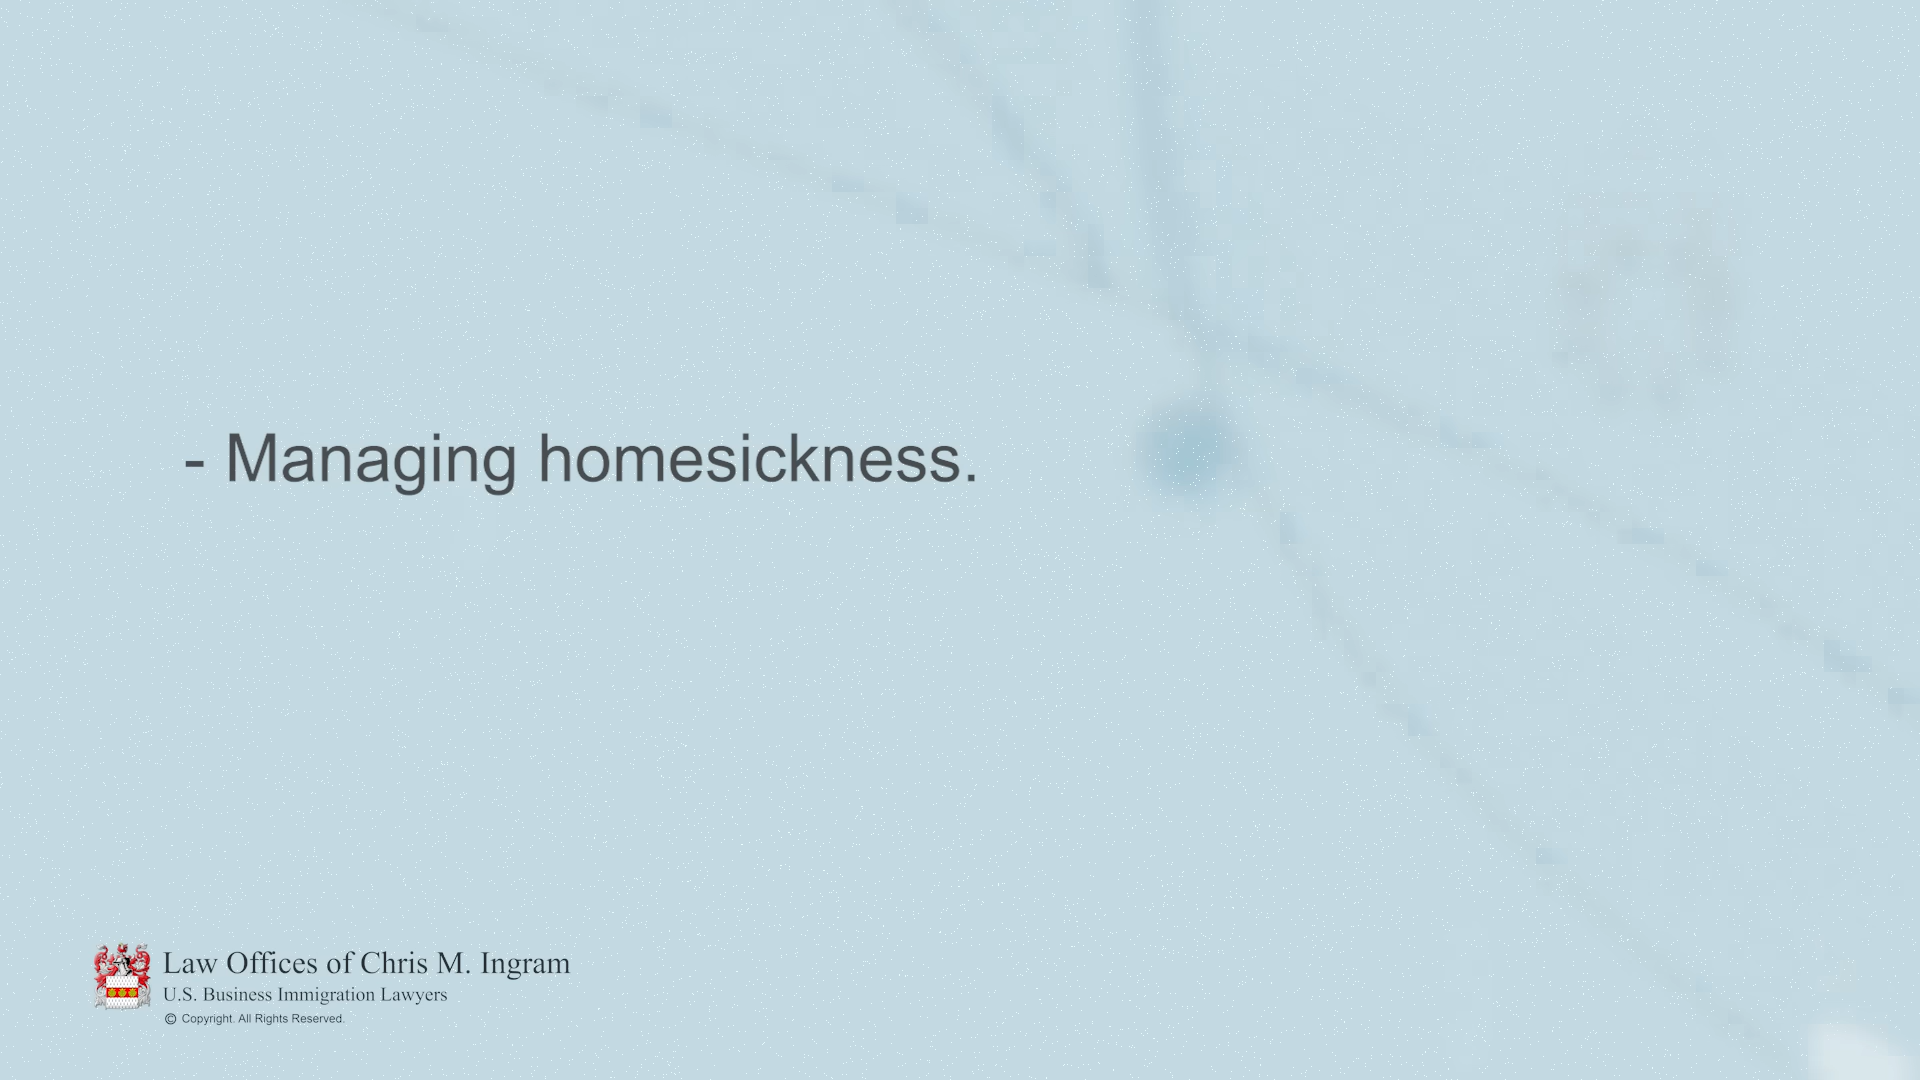 - Managing homesickness.
Law Offices of Chris M. Ingram
U.S. Business Immigration Lawyers
© Copyright. All Rights Reserved.